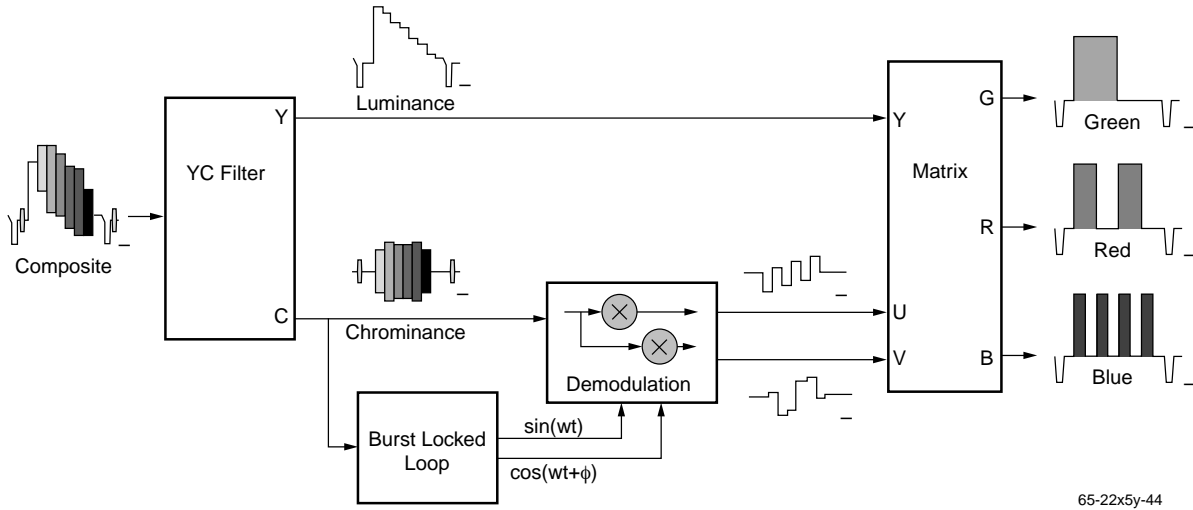 Luminance
Y
YC Filter
C
Composite
Chrominance
Demodulation
Burst Locked
Loop
sin(wt)
cos(wt+ϕ)
Matrix
Y
U
V
G
R
B
Green
Red
Blue
65-22x5y-44